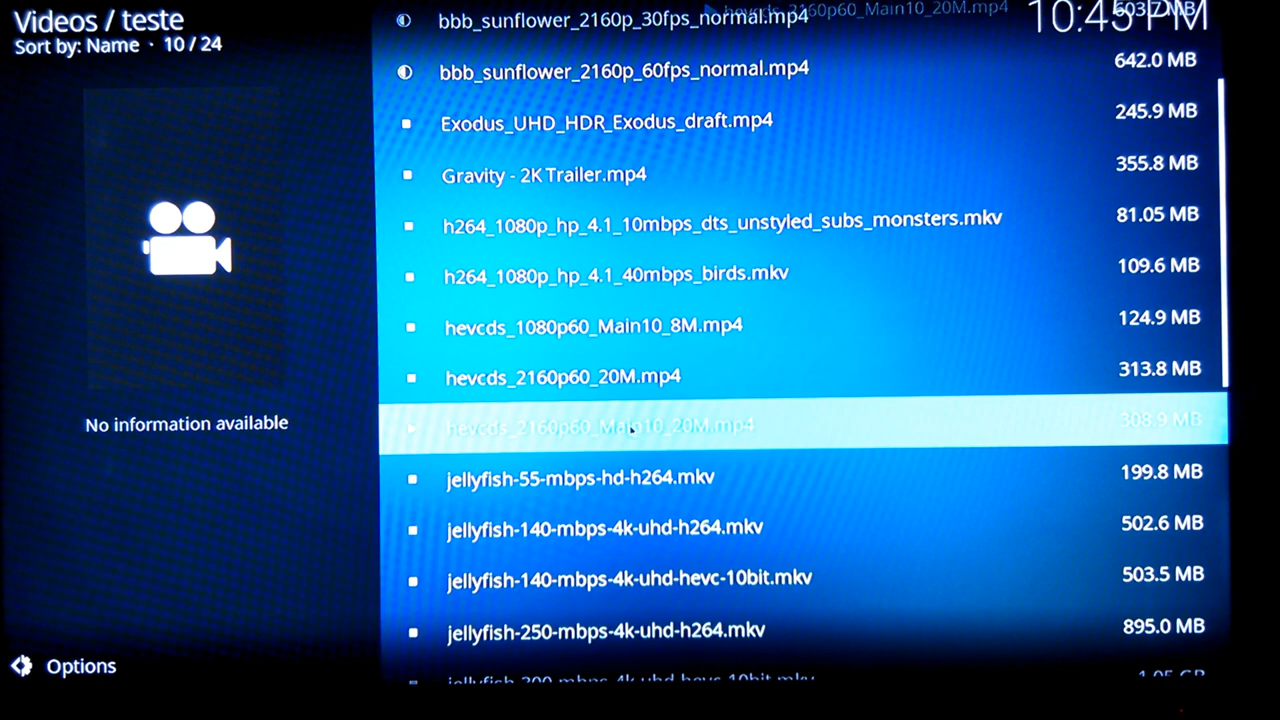 Videos / teste
Sort by: Name · 10 / 24
hevcds_2160p60_Main10_20M.mp4
10:45 PM
bbb_sunflower_2160p_30fps_normal.mp4 603.7 MB
bbb_sunflower_2160p_60fps_normal.mp4 642.0 MB
Exodus_UHD_HDR_Exodus_draft.mp4 245.9 MB
Gravity - 2K Trailer.mp4 355.8 MB
h264_1080p_hp_4.1_10mbps_dts_unstyled_subs_monsters.mkv 81.05 MB
h264_1080p_hp_4.1_40mbps_birds.mkv 109.6 MB
hevcds_1080p60_Main10_8M.mp4 124.9 MB
hevcds_2160p60_20M.mp4 313.8 MB
hevcds_2160p60_Main10_20M.mp4 308.9 MB
No information available
jellyfish-55-mbps-hd-h264.mkv 199.8 MB
jellyfish-140-mbps-4k-uhd-h264.mkv 502.6 MB
jellyfish-140-mbps-4k-uhd-hevc-10bit.mkv 503.5 MB
jellyfish-250-mbps-4k-uhd-h264.mkv 895.0 MB
Options